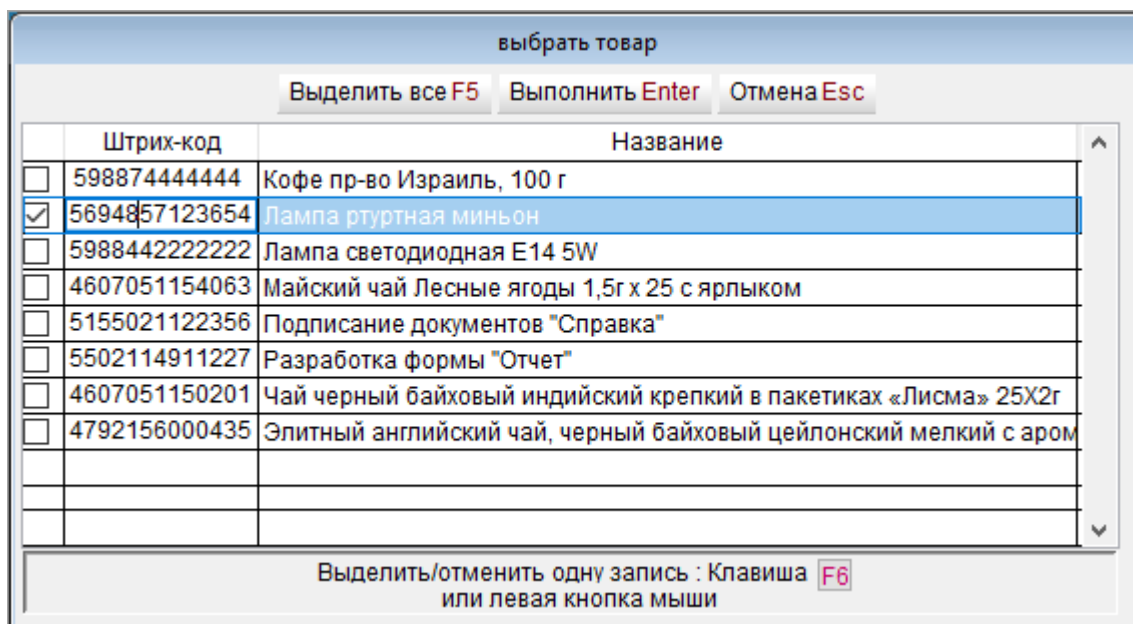 выбрать товар
Выделить все F5 Выполнить Enter Отмена Esc
Штрих-код Название
598874444444 Кофе пр-во Израиль, 100 г
5694857123654 Лампа ртуртная миньон
5988442222222 Лампа светодиодная Е14 5W
4607051154063 Майский чай Лесные ягоды 1,5г х 25 с ярлыком
5155021122356 Подписание документов "Справка"
5502114911227 Разработка формы "Отчет"
4607051150201 Чай черный байховый индийский крепкий в пакетиках «Лисма» 25Х2г
4792156000435 Элитный английский чай, черный байховый цейлонский мелкий с аром
Выделить/отменить одну запись : Клавиша F6
или левая кнопка мыши